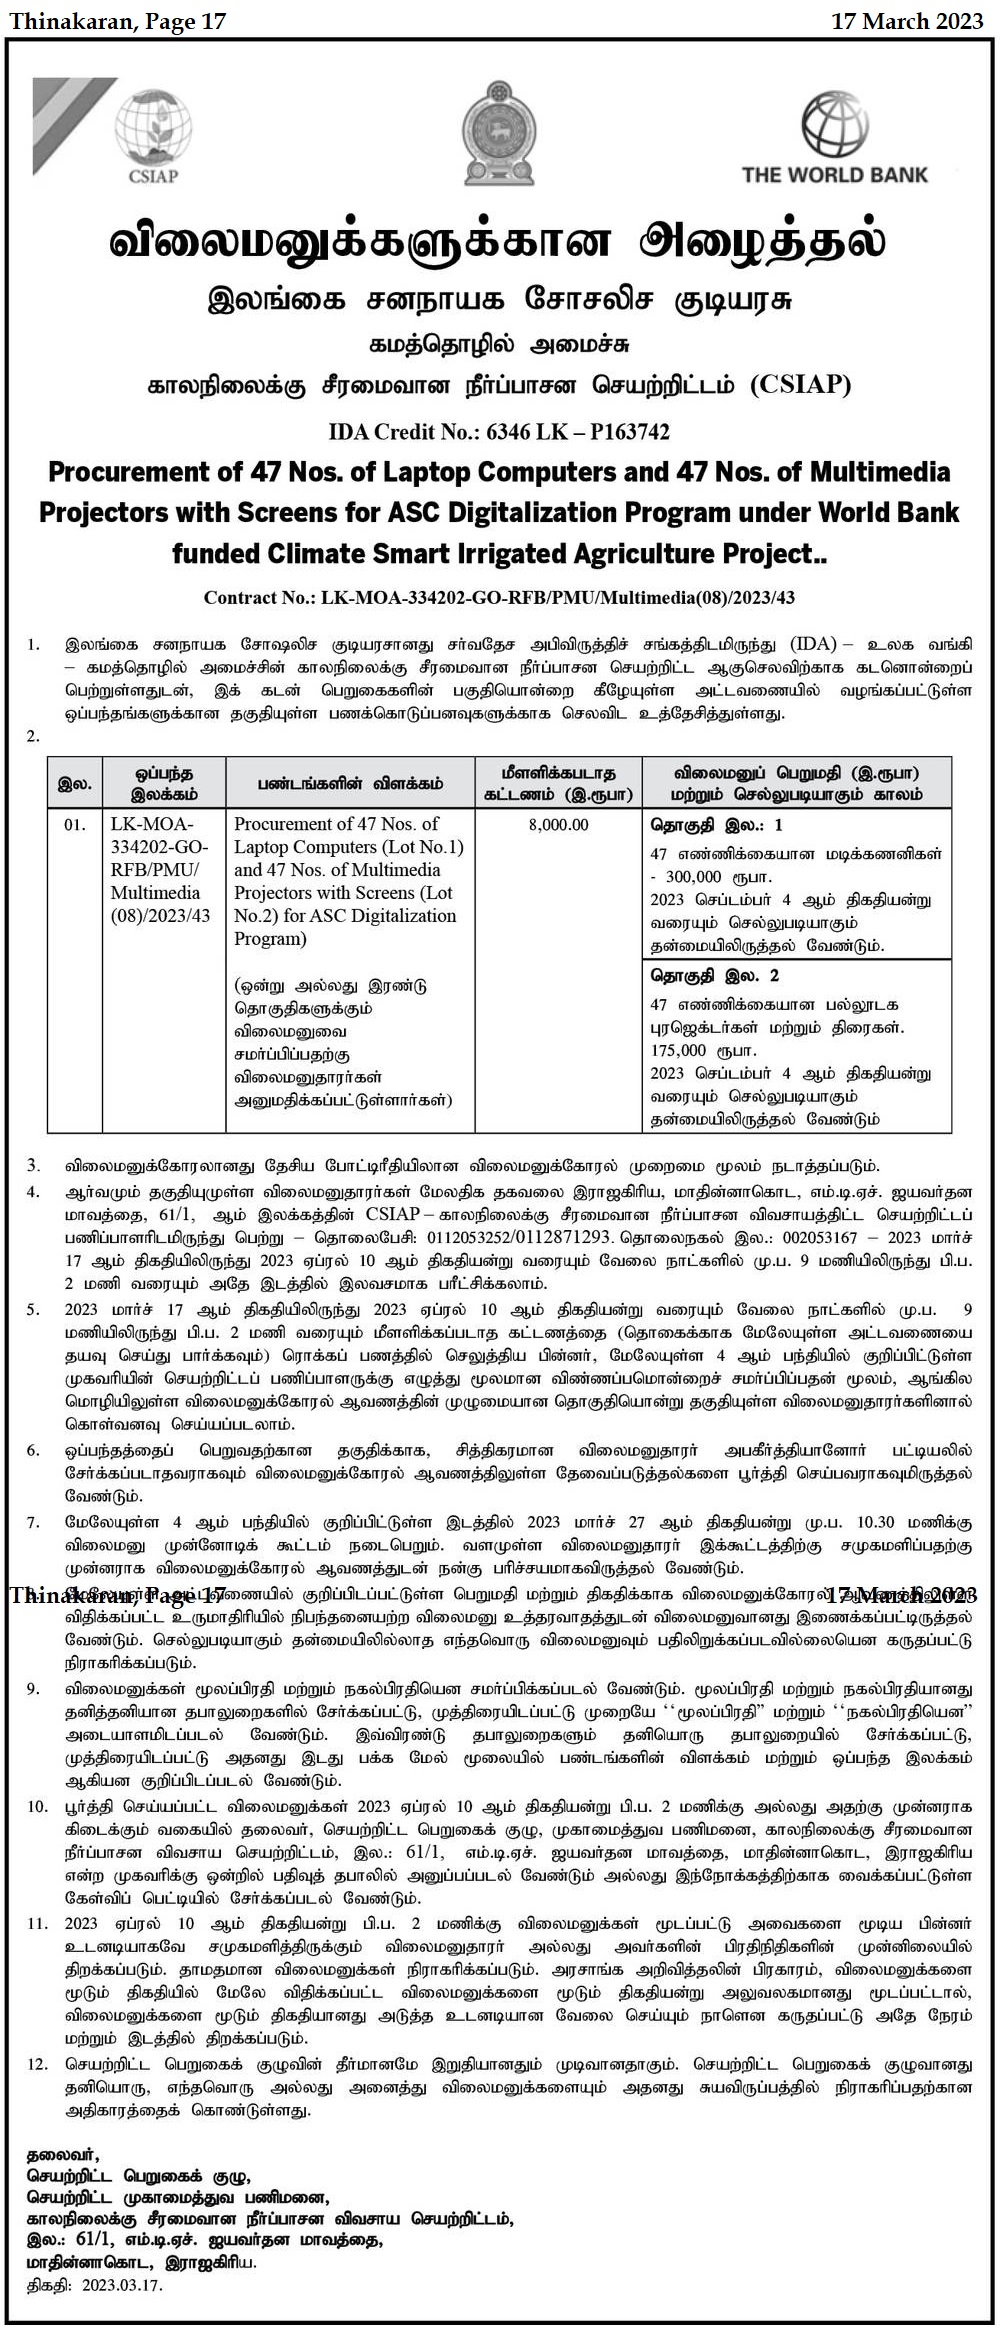 Thinakaran, Page 17 17 March 2023
CSIAP
THE WORLD BANK
விலைமனுக்களுக்கான அழைத்தல்
இலங்கை சனநாயக சோசலிச குடியரசு
கமத்தொழில் அமைச்சு
காலநிலைக்கு சீரமைவான நீர்ப்பாசன செயற்றிட்டம் (CSIAP)
IDA Credit No.: 6346 LK – P163742
Procurement of 47 Nos. of Laptop Computers and 47 Nos. of Multimedia
Projectors with Screens for ASC Digitalization Program under World Bank
funded Climate Smart Irrigated Agriculture Project..
Contract No.: LK-MOA-334202-GO-RFB/PMU/Multimedia(08)/2023/43
1. இலங்கை சனநாயக சோஷலிச குடியரசானது சர்வதேச அபிவிருத்திச் சங்கத்திடமிருந்து (IDA) – உலக வங்கி
– கமத்தொழில் அமைச்சின் காலநிலைக்கு சீரமைவான நீர்ப்பாசன செயற்றிட்ட ஆகுசெலவிற்காக கடனொன்றைப்
பெற்றுள்ளதுடன், இக் கடன் பெறுகைகளின் பகுதியொன்றை கீழேயுள்ள அட்டவணையில் வழங்கப்பட்டுள்ள
ஒப்பந்தங்களுக்கான தகுதியுள்ள பணக்கொடுப்பனவுகளுக்காக செலவிட உத்தேசித்துள்ளது.
2.
இல.
ஒப்பந்த
இலக்கம்
பண்டங்களின் விளக்கம்
மீளளிக்கபடாத
கட்டணம் (இ.ரூபா)
விலைமனுப் பெறுமதி (இ.ரூபா)
மற்றும் செல்லுபடியாகும் காலம்
01.
LK-MOA-
334202-GO-
RFB/PMU/
Multimedia
(08)/2023/43
Procurement of 47 Nos. of
Laptop Computers (Lot No.1)
and 47 Nos. of Multimedia
Projectors with Screens (Lot
No.2) for ASC Digitalization
Program)
(ஒன்று அல்லது இரண்டு
தொகுதிகளுக்கும்
விலைமனுவை
சமர்ப்பிப்பதற்கு
விலைமனுதாரர்கள்
அனுமதிக்கப்பட்டுள்ளார்கள்)
8,000.00
தொகுதி இல.: 1
47 எண்ணிக்கையான மடிக்கணனிகள்
- 300,000 ரூபா.
2023 செப்டம்பர் 4 ஆம் திகதியன்று
வரையும் செல்லுபடியாகும்
தன்மையிலிருத்தல் வேண்டும்.
தொகுதி இல. 2
47 எண்ணிக்கையான பல்லூடக
புரஜெக்டர்கள் மற்றும் திரைகள்.
175,000 ரூபா.
2023 செப்டம்பர் 4 ஆம் திகதியன்று
வரையும் செல்லுபடியாகும்
தன்மையிலிருத்தல் வேண்டும்
3. விலைமனுக்கோரலானது தேசிய போட்டிரீதியிலான விலைமனுக்கோரல் முறைமை மூலம் நடாத்தப்படும்.
4. ஆர்வமும் தகுதியுமுள்ள விலைமனுதாரர்கள் மேலதிக தகவலை இராஜகிரிய, மாதின்னாகொட, எம்.டி.ஏச். ஜயவர்தன
மாவத்தை, 61/1, ஆம் இலக்கத்தின் CSIAP – காலநிலைக்கு சீரமைவான நீர்ப்பாசன விவசாயத்திட்ட செயற்றிட்டப்
பணிப்பாளரிடமிருந்து பெற்று – தொலைபேசி: 0112053252/0112871293. தொலைநகல் இல.: 002053167 – 2023 மார்ச்
17 ஆம் திகதியிலிருந்து 2023 ஏப்ரல் 10 ஆம் திகதியன்று வரையும் வேலை நாட்களில் மு.ப. 9 மணியிலிருந்து பி.ப.
2 மணி வரையும் அதே இடத்தில் இலவசமாக பரீட்சிக்கலாம்.
5. 2023 மார்ச் 17 ஆம் திகதியிலிருந்து 2023 ஏப்ரல் 10 ஆம் திகதியன்று வரையும் வேலை நாட்களில் மு.ப. 9
மணியிலிருந்து பி.ப. 2 மணி வரையும் மீளளிக்கபடாத கட்டணத்தை (தொகைக்காக மேலேயுள்ள அட்டவணையை
தயவு செய்து பார்க்கவும்) ரொக்கப் பணத்தில் செலுத்திய பின்னர், மேலேயுள்ள 4 ஆம் பந்தியில் குறிப்பிட்டுள்ள
முகவரியின் செயற்றிட்டப் பணிப்பாளருக்கு எழுத்து மூலமான விண்ணப்பமொன்றைச் சமர்ப்பிப்பதன் மூலம், ஆங்கில
மொழியிலுள்ள விலைமனுக்கோரல் ஆவணத்தின் முழுமையான தொகுதியொன்று தகுதியுள்ள விலைமனுதாரர்களினால்
கொள்வனவு செய்யப்படலாம்.
6. ஒப்பந்தத்தைப் பெறுவதற்கான தகுதிக்காக, சித்திகரமான விலைமனுதாரர் அபகீர்த்தியானோர் பட்டியலில்
சேர்க்கப்படாதவராகவும் விலைமனுக்கோரல் ஆவணத்திலுள்ள தேவைப்படுத்தல்களை பூர்த்தி செய்பவராகவுமிருத்தல்
வேண்டும்.
7. மேலேயுள்ள 4 ஆம் பந்தியில் குறிப்பிட்டுள்ள இடத்தில் 2023 மார்ச் 27 ஆம் திகதியன்று மு.ப. 10.30 மணிக்கு
விலைமனு முன்னோடிக் கூட்டம் நடைபெறும். வளமுள்ள விலைமனுதாரர் இக்கூட்டத்திற்கு சமுகமளிப்பதற்கு
முன்னராக விலைமனுக்கோரல் ஆவணத்துடன் நன்கு பரிச்சயமாகவிருத்தல் வேண்டும்.
Thinakaran, Page 17 17 March 2023
குறிப்பிடப்பட்டுள்ள பெறுமதி மற்றும் திகதிக்காக விலைமனுக்கோரல்
விதிக்கப்பட்ட உருமாதிரியில் நிபந்தனையற்ற விலைமனு உத்தரவாதத்துடன் விலைமனுவானது இணைக்கப்பட்டிருத்தல்
வேண்டும். செல்லுபடியாகும் தன்மையிலில்லாத எந்தவொரு விலைமனுவும் பதிலிறுக்கப்படவில்லையென கருதப்பட்டு
நிராகரிக்கப்படும்.
9. விலைமனுக்கள் மூலப்பிரதி மற்றும் நகல்பிரதியென சமர்ப்பிக்கப்படல் வேண்டும். மூலப்பிரதி மற்றும் நகல்பிரதியானது
தனித்தனியான தபாலுறைகளில் சேர்க்கப்பட்டு, முத்திரையிடப்பட்டு முறையே ‘‘மூலப்பிரதி” மற்றும் ‘‘நகல்பிரதியென”
அடையாளமிடப்படல் வேண்டும். இவ்விரண்டு தபாலுறைகளும் தனியொரு தபாலுறையில் சேர்க்கப்பட்டு,
முத்திரையிடப்பட்டு அதனது இடது பக்க மேல் மூலையில் பண்டங்களின் விளக்கம் மற்றும் ஒப்பந்த இலக்கம்
ஆகியன குறிப்பிடப்படல் வேண்டும்.
10. பூர்த்தி செய்யப்பட்ட விலைமனுக்கள் 2023 ஏப்ரல் 10 ஆம் திகதியன்று பி.ப. 2 மணிக்கு அல்லது அதற்கு முன்னராக
கிடைக்கும் வகையில் தலைவர், செயற்றிட்ட பெறுகைக் குழு, முகாமைத்துவ பணிமனை, காலநிலைக்கு சீரமைவான
நீர்ப்பாசன விவசாய செயற்றிட்டம், இல.: 61/1, எம்.டி.ஏச். ஜயவர்தன மாவத்தை, மாதின்னாகொட, இராஜகிரிய
என்ற முகவரிக்கு ஒன்றில் பதிவுத் தபாலில் அனுப்பப்படல் வேண்டும் அல்லது இந்நோக்கத்திற்காக வைக்கப்பட்டுள்ள
கேள்விப் பெட்டியில் சேர்க்கப்படல் வேண்டும்.
11. 2023 ஏப்ரல் 10 ஆம் திகதியன்று பி.ப. 2 மணிக்கு விலைமனுக்கள் மூடப்பட்டு அவைகளை மூடிய பின்னர்
உடனடியாகவே சமுகமளித்திருக்கும் விலைமனுதாரர் அல்லது அவர்களின் பிரதிநிதிகளின் முன்னிலையில்
திறக்கப்படும். தாமதமான விலைமனுக்கள் நிராகரிக்கப்படும். அரசாங்க அறிவித்தலின் பிரகாரம், விலைமனுக்களை
மூடும் திகதியில் மேலே விதிக்கப்பட்ட விலைமனுக்களை மூடும் திகதியன்று அலுவலகமானது மூடப்பட்டால்,
விலைமனுக்களை மூடும் திகதியானது அடுத்த உடனடியான வேலை செய்யும் நாளென கருதப்பட்டு அதே நேரம்
மற்றும் இடத்தில் திறக்கப்படும்.
12. செயற்றிட்ட பெறுகைக் குழுவின் தீர்மானமே இறுதியானதும் முடிவானதாகும். செயற்றிட்ட பெறுகைக் குழுவானது
தனியொரு, எந்தவொரு அல்லது அனைத்து விலைமனுக்களையும் அதனது சுயவிருப்பத்தில் நிராகரிப்பதற்கான
அதிகாரத்தைக் கொண்டுள்ளது.
தலைவர்,
செயற்றிட்ட பெறுகைக் குழு,
செயற்றிட்ட முகாமைத்துவ பணிமனை,
காலநிலைக்கு சீரமைவான நீர்ப்பாசன விவசாய செயற்றிட்டம்,
இல.: 61/1, எம்.டி.ஏச். ஜயவர்தன மாவத்தை,
மாதின்னாகொட, இராஜகிரிய.
திகதி: 2023.03.17.